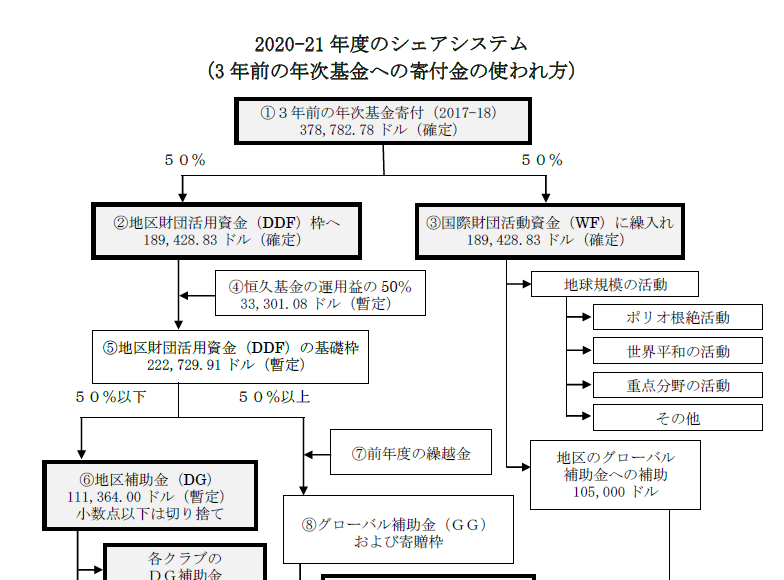 2020-21 年度のシェアシステム
(3 年前の年次基金への寄付金の使われ方)
①３年前の年次基金寄付（2017-18）
378,782.78 ドル（確定）
５０％
５０％
②地区財団活用資金（DDF）枠へ
189,428.83 ドル（確定）
③国際財団活動資金（WF）に繰入れ
189,428.83 ドル（確定）
④恒久基金の運用益の 50%
33,301.08 ドル（暫定）
地球規模の活動
ポリオ根絶活動
世界平和の活動
重点分野の活動
その他
⑤地区財団活用資金（DDF）の基礎枠
222,729.91 ドル（暫定）
５０％以下
５０％以上
⑦前年度の繰越金
地区のグローバル
補助金への補助
105,000 ドル
⑥地区補助金（DG）
111,364.00 ドル（暫定）
小数点以下は切り捨て
⑧グローバル補助金（ＧＧ）
および寄贈枠
各クラブの
ＤＧ補助金